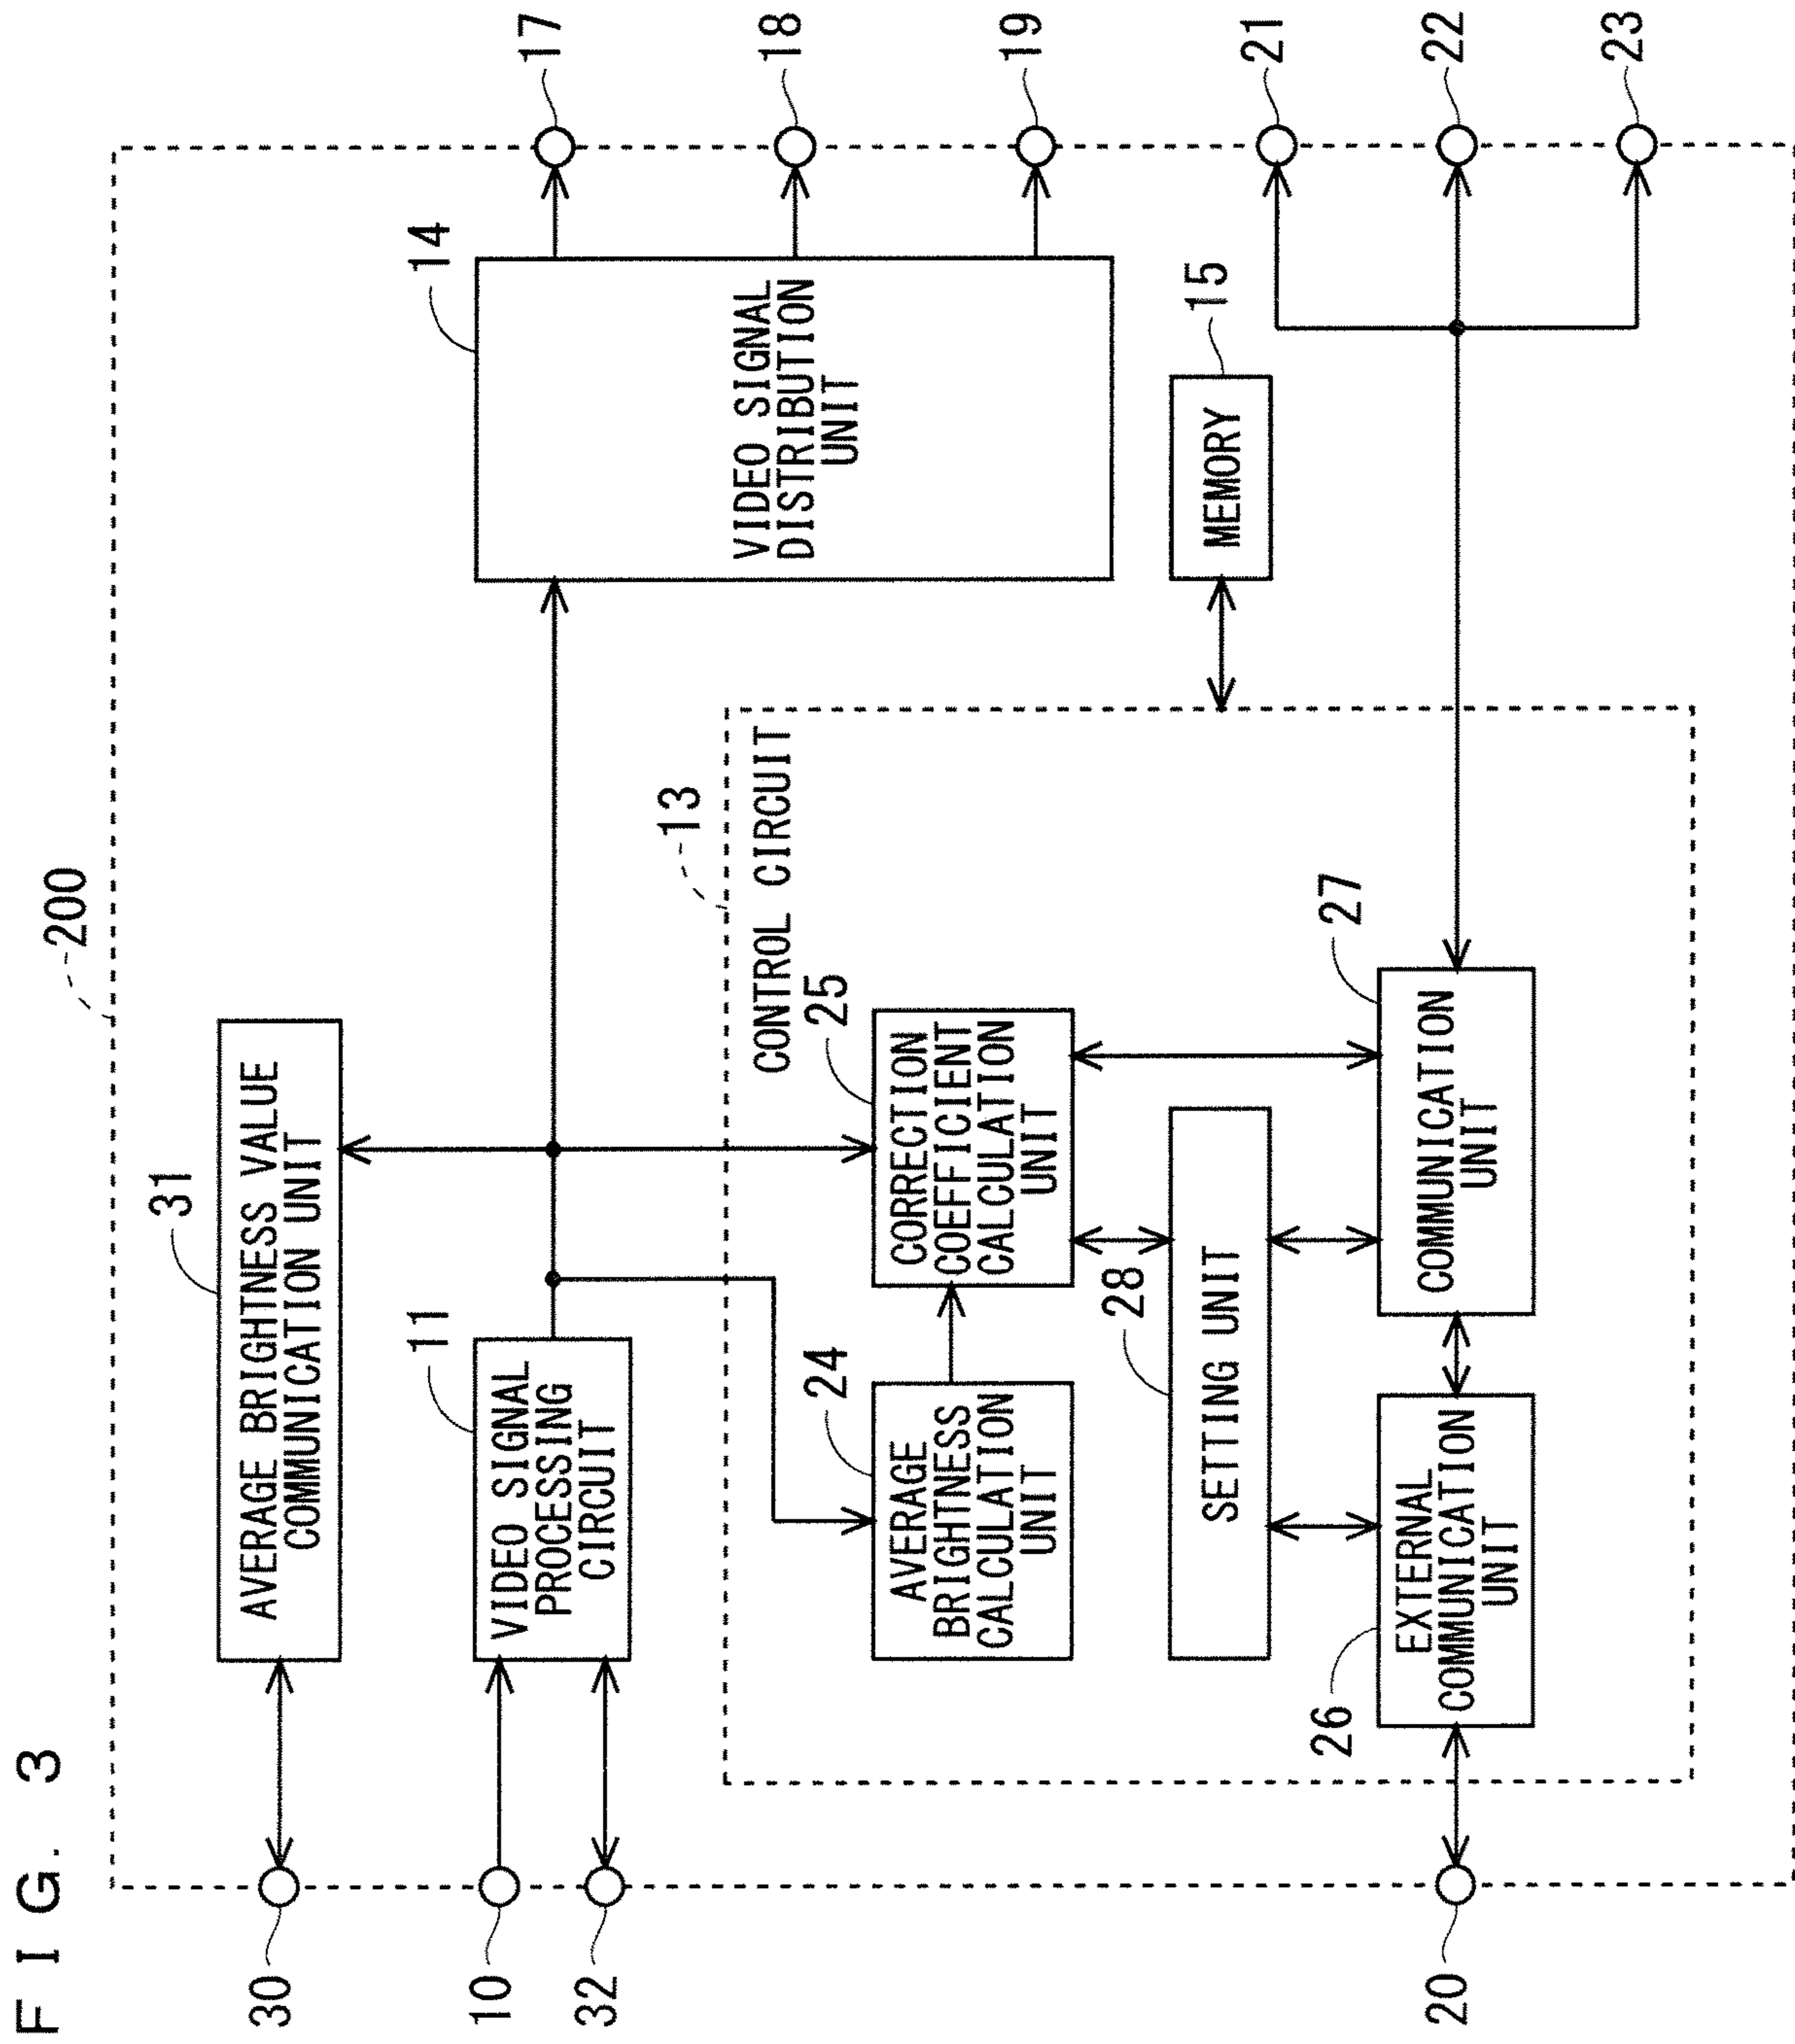 FIG. 3
200
31
AVERAGE BRIGHTNESS VALUE
COMMUNICATION UNIT
30
11
VIDEO SIGNAL
PROCESSING
CIRCUIT
10
32
14
VIDEO SIGNAL
DISTRIBUTION
UNIT
17
18
19
13
CONTROL CIRCUIT
24
AVERAGE
BRIGHTNESS
CALCULATION
UNIT
25
CORRECTION
COEFFICIENT
CALCULATION
UNIT
15
MEMORY
28
SETTING UNIT
26
EXTERNAL
COMMUNICATION
UNIT
27
COMMUNICATION
UNIT
20
21
22
23